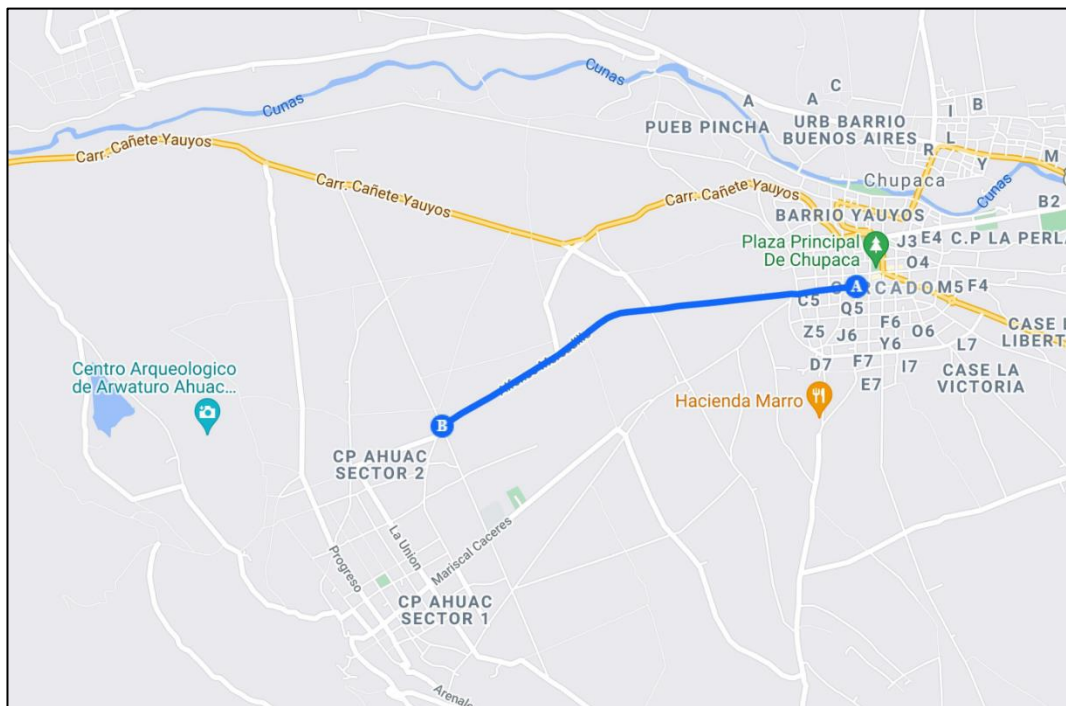 Cunas
Cunas
C
A
A
I
B
PUEB PINCHA
URB BARRIO
BUENOS AIRES
L
R
Y
M
Carr. Cañete Yauyos
Carr. Cañete Yauyos
Carr. Cañete Yauyos
Chupaca
Cunas
B2
BARRIO YAUYOS
Plaza Principal
De Chupaca
J3
E4
C.P LA PERLA
O4
A
M5
F4
C5
Q5
Z5
J6
F6
Y6
O6
CASE L
LIBERT
D7
F7
I7
L7
E7
CASE LA
VICTORIA
Hacienda Marro
Centro Arqueologico
de Arwaturo Ahuac...
B
CP AHUAC
SECTOR 2
La Union
Mariscal Caceres
Progreso
CP AHUAC
SECTOR 1
Arenale